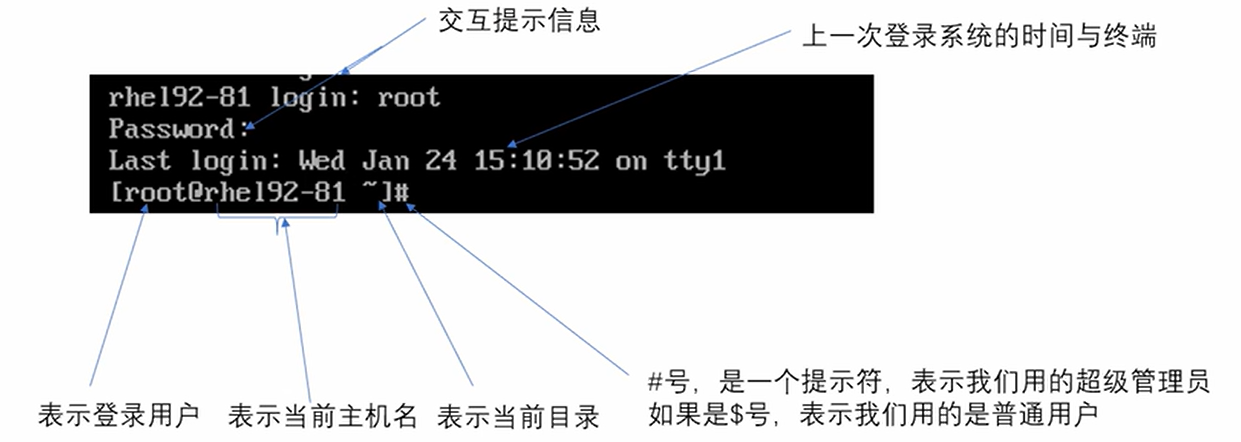 交互提示信息
上一次登录系统的时间与终端
rhel92-81 login: root
Password:
Last login: Wed Jan 24 15:10:52 on tty1
[root@rhel92-81 ~]#
表示登录用户
表示当前主机名
表示当前目录
#号，是一个提示符，表示我们用的超级管理员
如果是$号，表示我们用的是普通用户